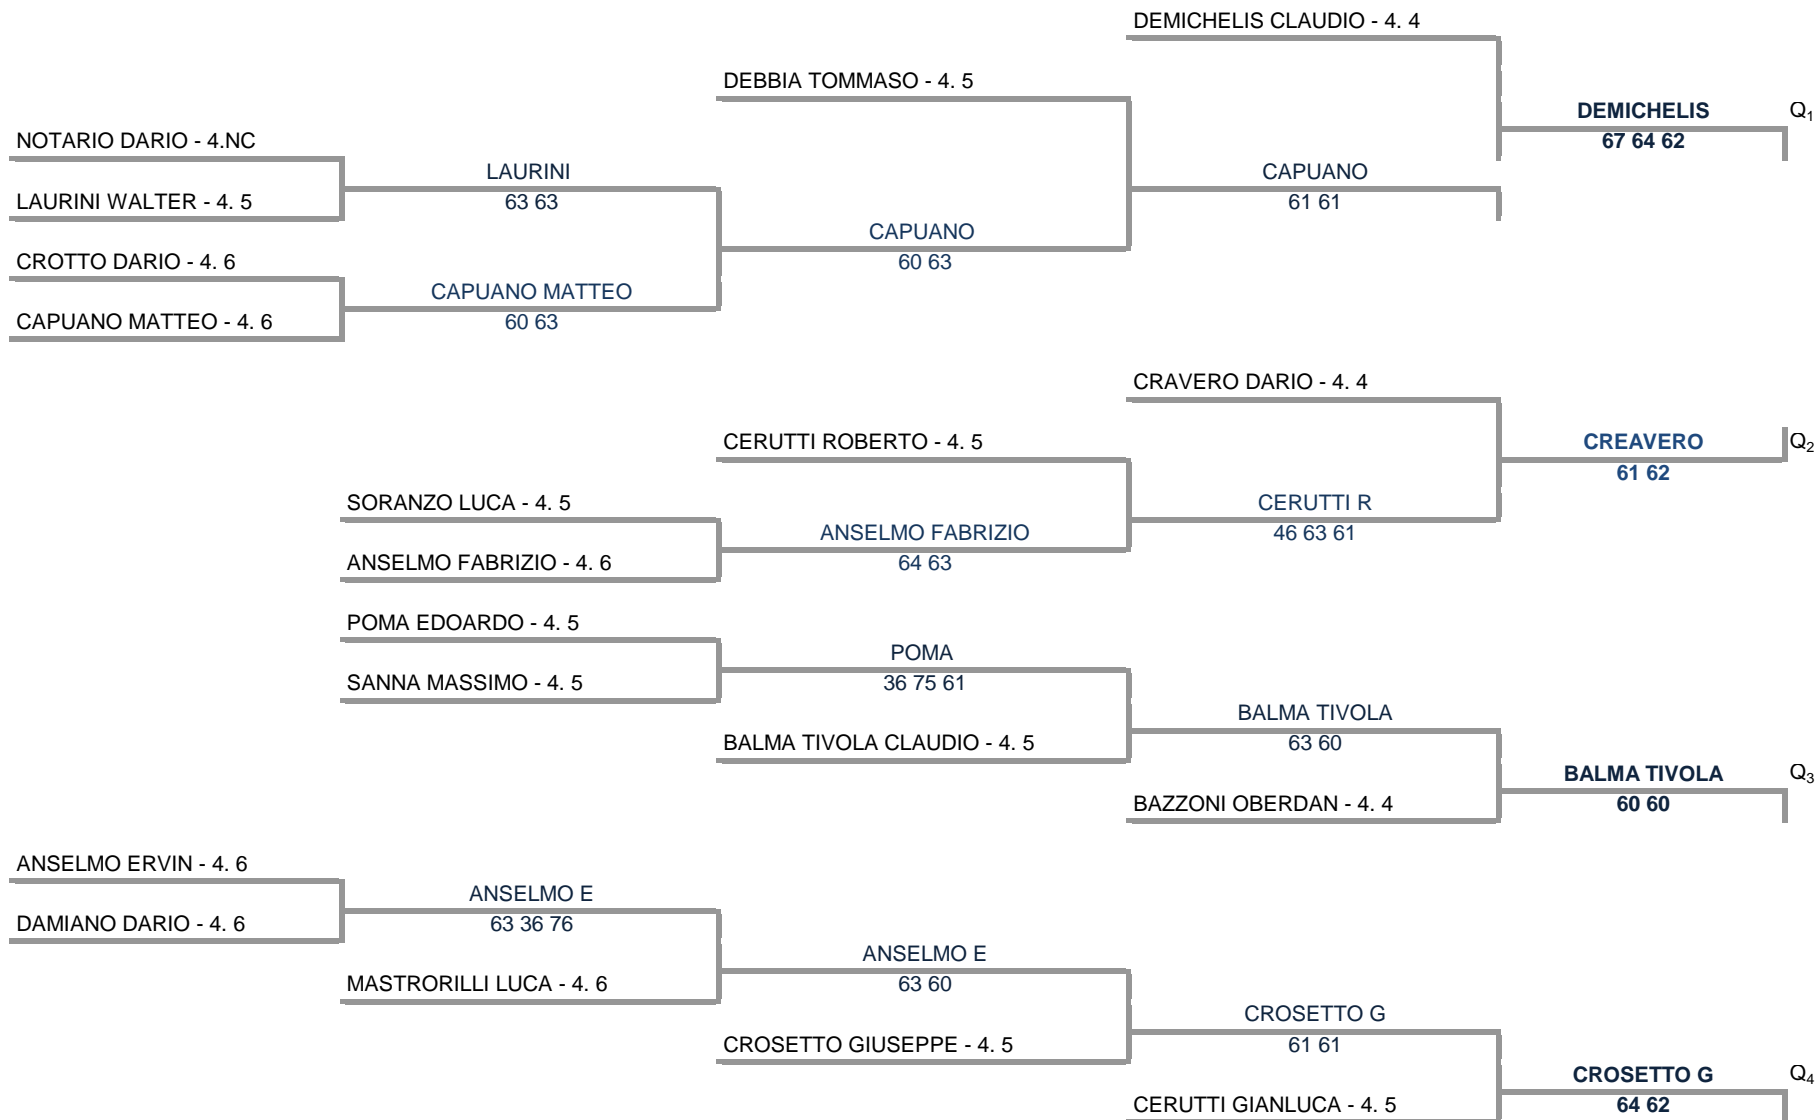 DEMICHELIS CLAUDIO - 4. 4
DEBBIA TOMMASO - 4. 5
DEMICHELIS Q1
NOTARIO DARIO - 4.NC
67 64 62
LAURINI CAPUANO
LAURINI WALTER - 4. 5
63 63 61 61
CAPUANO
CROTTO DARIO - 4. 6
60 63
CAPUANO MATTEO
CAPUANO MATTEO - 4. 6
60 63
CRAVERO DARIO - 4. 4
CERUTTI ROBERTO - 4. 5
CREAVERO Q2
61 62
SORANZO LUCA - 4. 5
CERUTTI R
ANSELMO FABRIZIO
46 63 61
ANSELMO FABRIZIO - 4. 6
64 63
POMA EDOARDO - 4. 5
POMA
SANNA MASSIMO - 4. 5
36 75 61
BALMA TIVOLA
BALMA TIVOLA CLAUDIO - 4. 5
63 60
BALMA TIVOLA Q3
BAZZONI OBERDAN - 4. 4
60 60
ANSELMO ERVIN - 4. 6
ANSELMO E
DAMIANO DARIO - 4. 6
63 36 76
ANSELMO E
MASTRORILLI LUCA - 4. 6
63 60
CROSETTO G
CROSETTO GIUSEPPE - 4. 5
61 61
CROSETTO G Q4
CERUTTI GIANLUCA - 4. 5
64 62